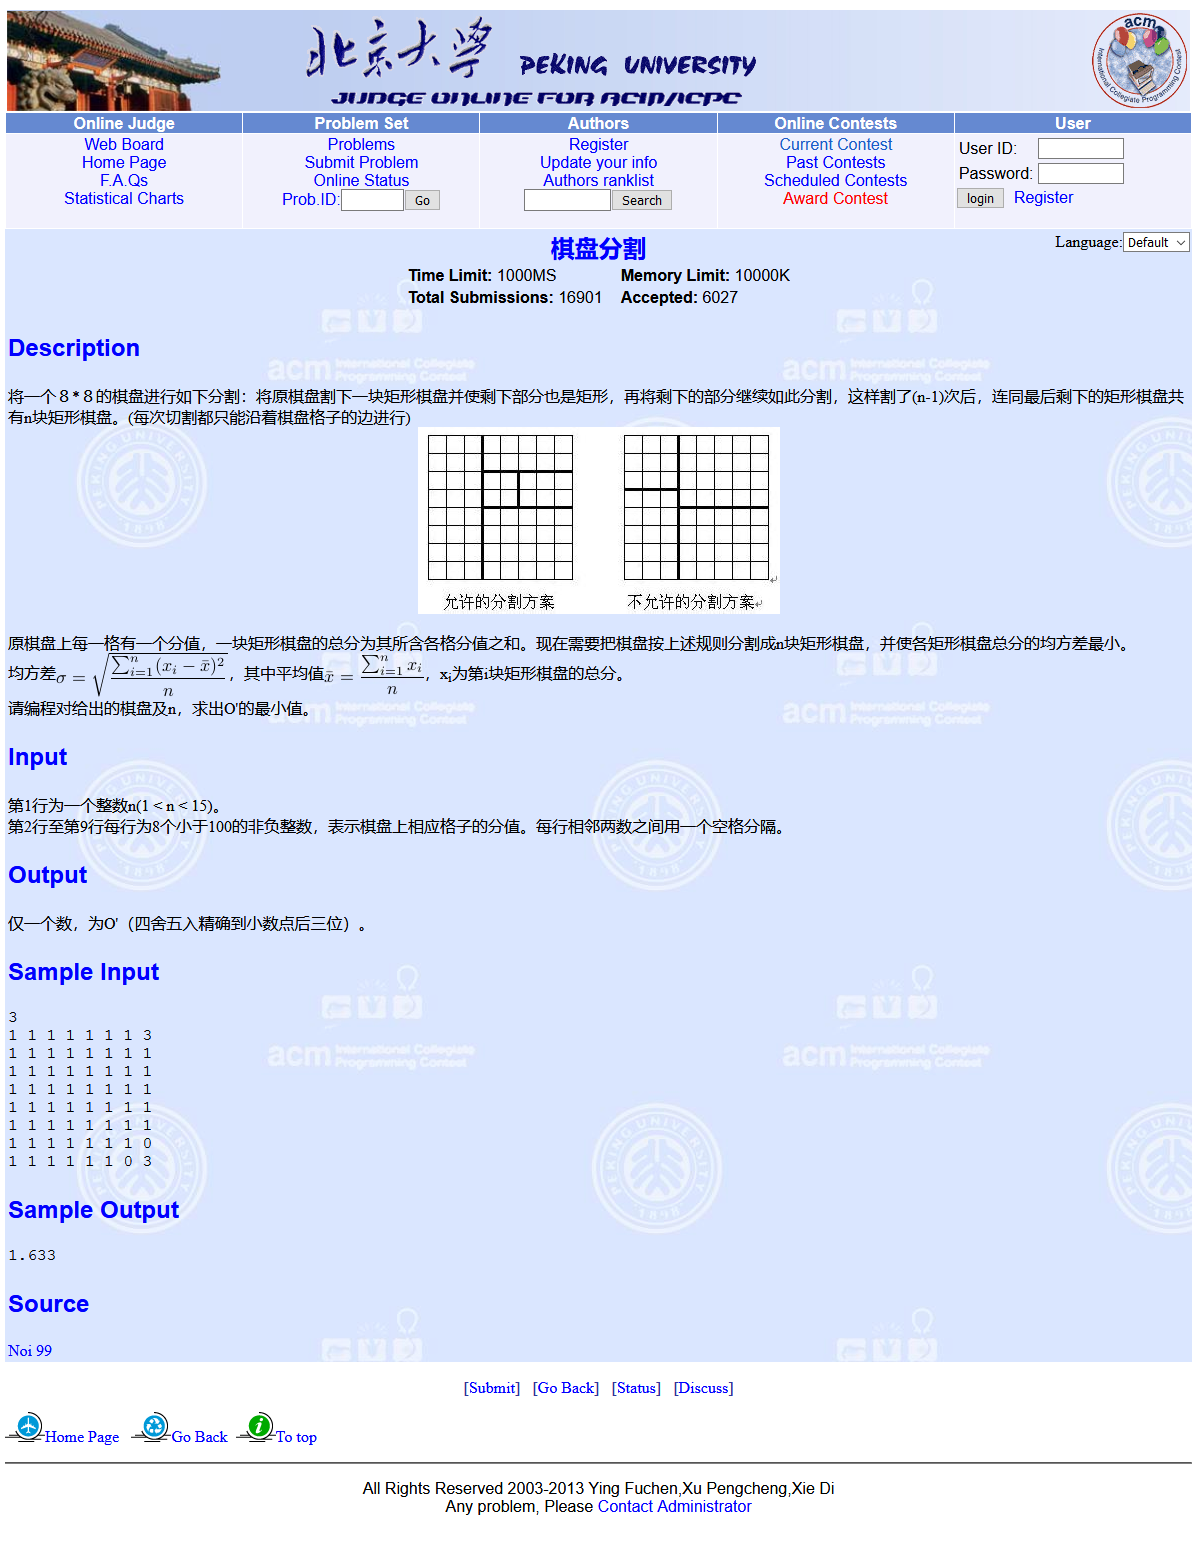 北京大學 PEKING UNIVERSITY
JUDGE ONLINE FOR ACM/ACPC
acm
International Collegiate Programming Contest
Online Judge Problem Set Authors Online Contests User
Web Board Problems Register Current Contest User ID:
Home Page Submit Problem Update your info Past Contests Password:
F.A.Qs Online Status Authors ranklist Scheduled Contests
Statistical Charts Prob.ID: Go Search Award Contest login Register
棋盘分割
Language: Default
Time Limit: 1000MS Memory Limit: 10000K
Total Submissions: 16901 Accepted: 6027
Description
将一个８*８的棋盘进行如下分割：将原棋盘割下一块矩形棋盘并使剩下部分也是矩形，再将剩下的部分继续如此分割，这样割了(n-1)次后，连同最后剩下的矩形棋盘共
有n块矩形棋盘。(每次切割都只能沿着棋盘格子的边进行)
允许的分割方案 不允许的分割方案
原棋盘上每一格有一个分值，一块矩形棋盘的总分为其所含各格分值之和。现在需要把棋盘按上述规则分割成n块矩形棋盘，并使各矩形棋盘总分的均方差最小。
均方差σ = √(∑_{i=1}^{n}(x_i − x̄)²/n)，其中平均值x̄ = ∑_{i=1}^{n} x_i/n，xi为第i块矩形棋盘的总分。
请编程对给出的棋盘及n，求出O'的最小值。
Input
第1行为一个整数n(1 < n < 15)。
第2行至第9行每行为8个小于100的非负整数，表示棋盘上相应格子的分值。每行相邻两数之间用一个空格分隔。
Output
仅一个数，为O'（四舍五入精确到小数点后三位）。
Sample Input
3
1 1 1 1 1 1 1 3
1 1 1 1 1 1 1 1
1 1 1 1 1 1 1 1
1 1 1 1 1 1 1 1
1 1 1 1 1 1 1 1
1 1 1 1 1 1 1 1
1 1 1 1 1 1 1 0
1 1 1 1 1 1 0 3
Sample Output
1.633
Source
Noi 99
[Submit] [Go Back] [Status] [Discuss]
Home Page Go Back To top
All Rights Reserved 2003-2013 Ying Fuchen,Xu Pengcheng,Xie Di
Any problem, Please Contact Administrator